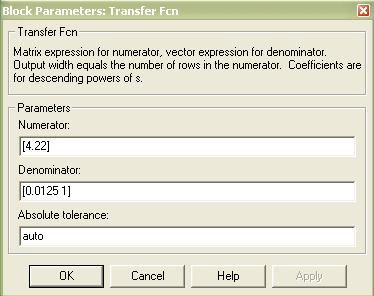 Block Parameters: Transfer Fcn
Transfer Fcn
Matrix expression for numerator, vector expression for denominator.
Output width equals the number of rows in the numerator. Coefficients are
for descending powers of s.
Parameters
Numerator:
[4.22]
Denominator:
[0.0125 1]
Absolute tolerance:
auto
OK Cancel Help Apply